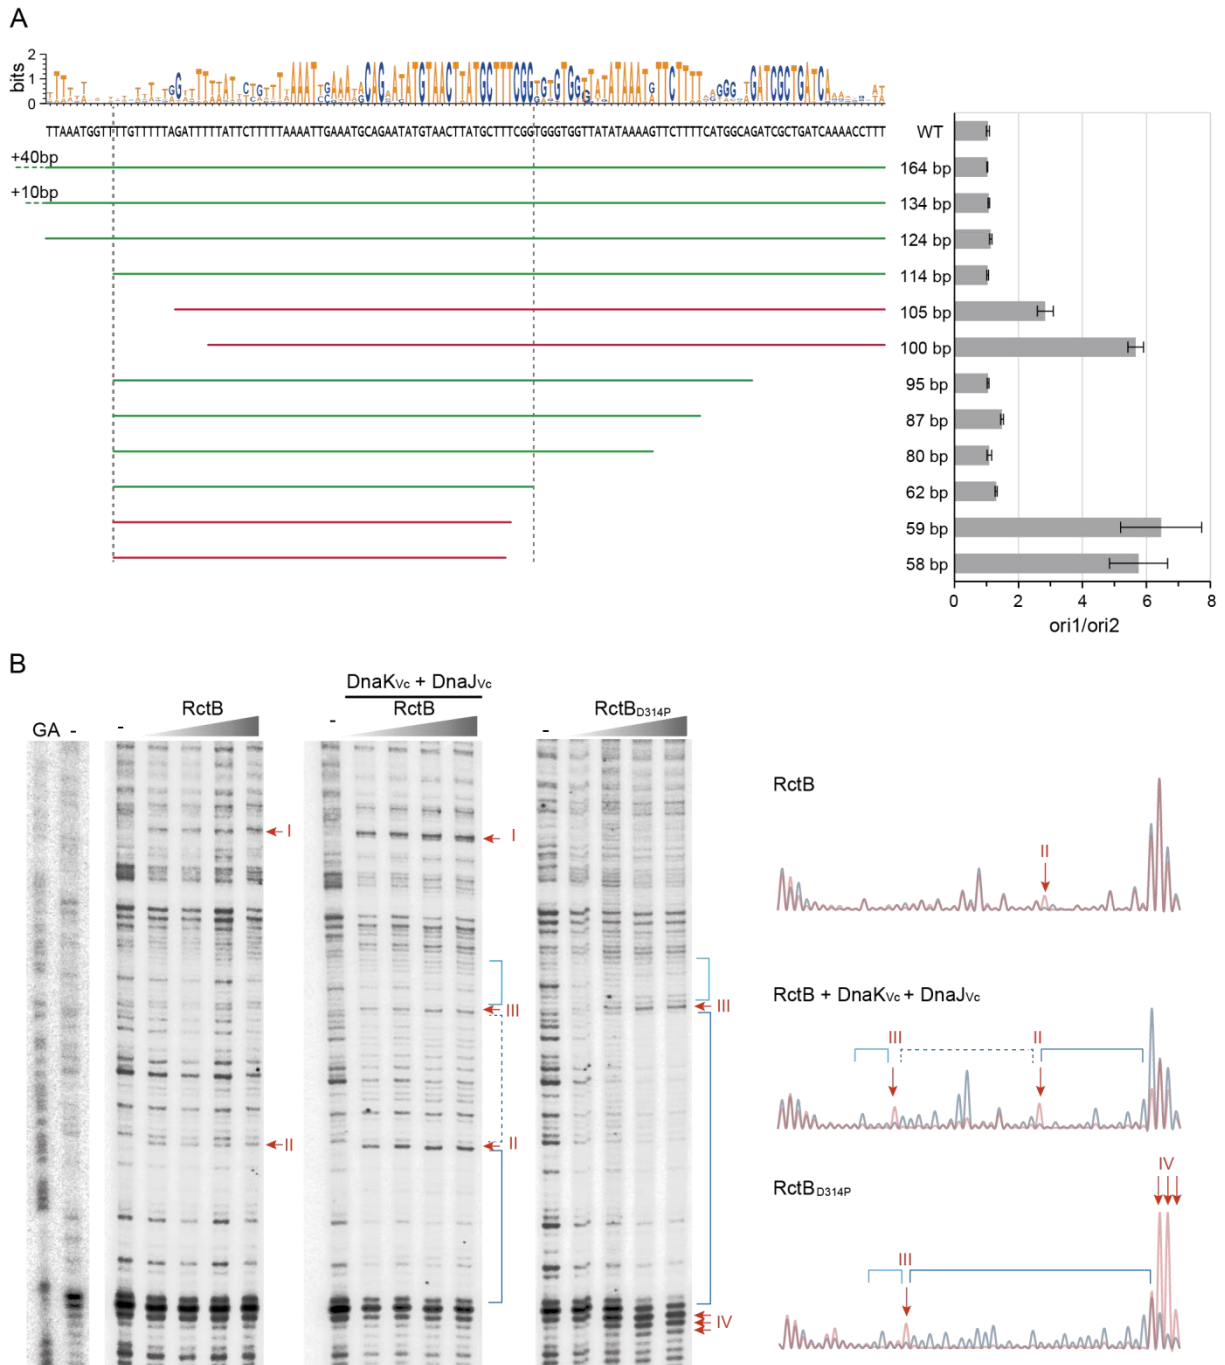 A
bits
2
1
0
TTAAATGGTTTTGTTTTTAGATTTTTATTCTTTTTAAAATTGAAATGCAGAATATGTAACTTATGCTTTCGGTGGGTGGTTATATAAAAGTTCTTTTCATGGCAGATCGCTGATCAAAACCTTT
+40bp
+10bp
WT
164 bp
134 bp
124 bp
114 bp
105 bp
100 bp
95 bp
87 bp
80 bp
62 bp
59 bp
58 bp
0 2 4 6 8
ori1/ori2
B
DnaKVc + DnaJVc
GA - - RctB - RctB - RctBD314P
I
I
III
III
II
II
IV
RctB
II
RctB + DnaKVc + DnaJVc
III II
RctBD314P
IV
III